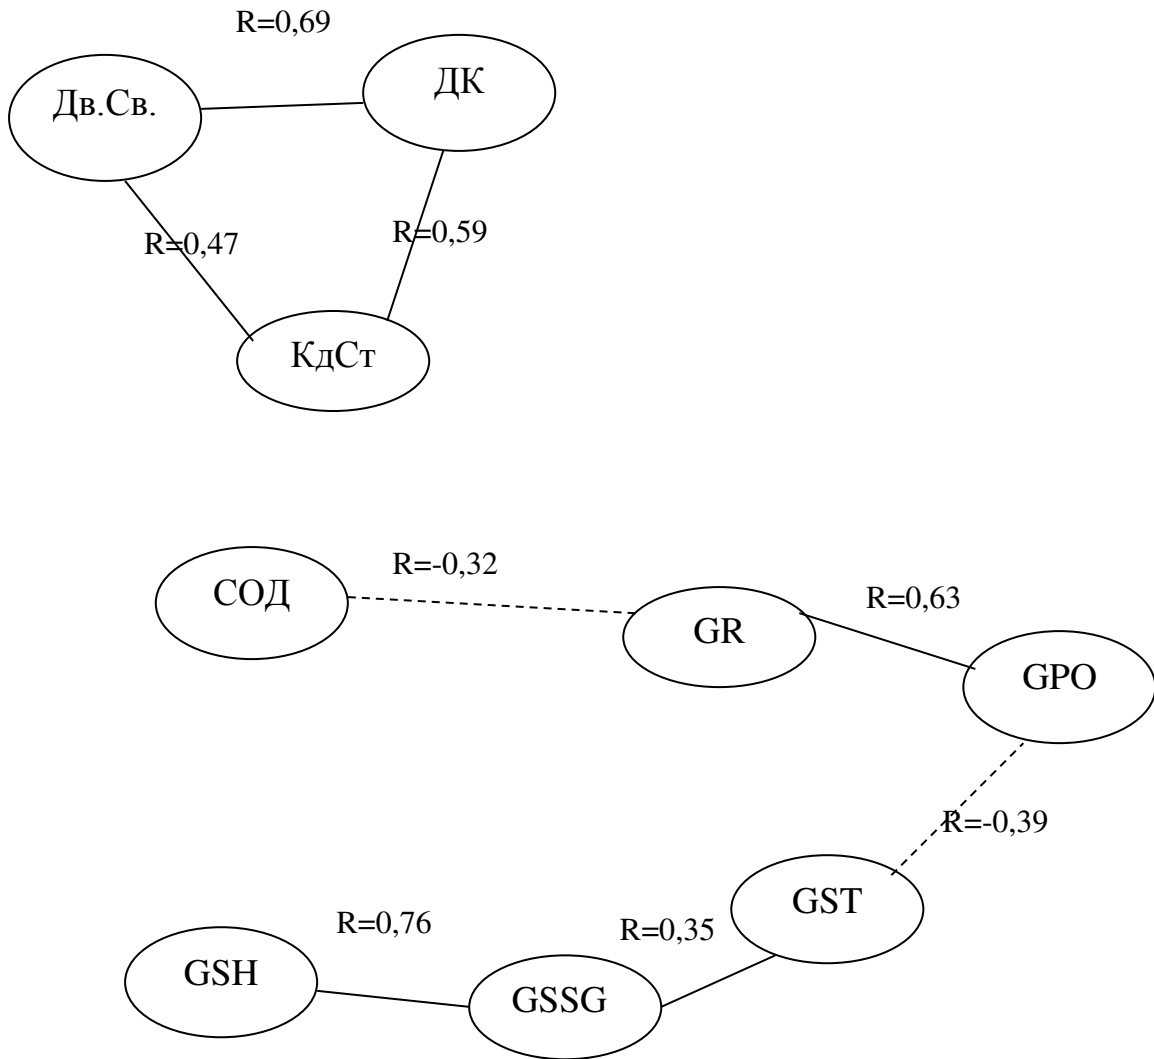 R=0,69
Дв.Св.
ДК
R=0,47
R=0,59
КдСт
R=-0,32
СОД
R=0,63
GR
GPO
R=-0,39
GST
R=0,76
R=0,35
GSH
GSSG